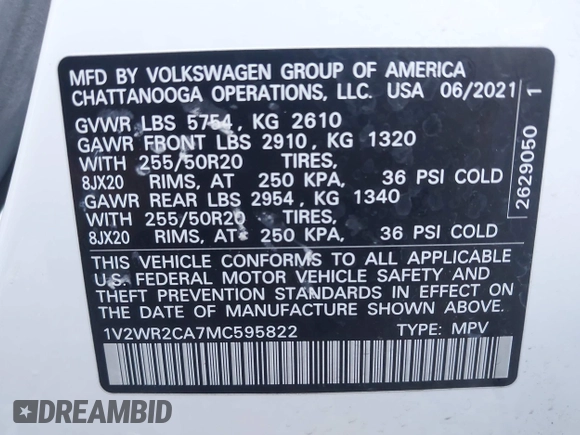 MFD BY VOLKSWAGEN GROUP OF AMERICA
CHATTANOOGA OPERATIONS, LLC. USA 06/2021
GVWR LBS 5754, KG 2610
GAWR FRONT LBS 2910, KG 1320
WITH 255/50R20 TIRES,
8JX20 RIMS, AT 250 KPA, 36 PSI COLD
GAWR REAR LBS 2954, KG 1340
WITH 255/50R20 TIRES,
8JX20 RIMS, AT 250 KPA, 36 PSI COLD
THIS VEHICLE CONFORMS TO ALL APPLICABLE
U.S. FEDERAL MOTOR VEHICLE SAFETY AND
THEFT PREVENTION STANDARDS IN EFFECT ON
THE DATE OF MANUFACTURE SHOWN ABOVE.
1V2WR2CA7MC595822 TYPE: MPV
2629050 1
DREAMBID